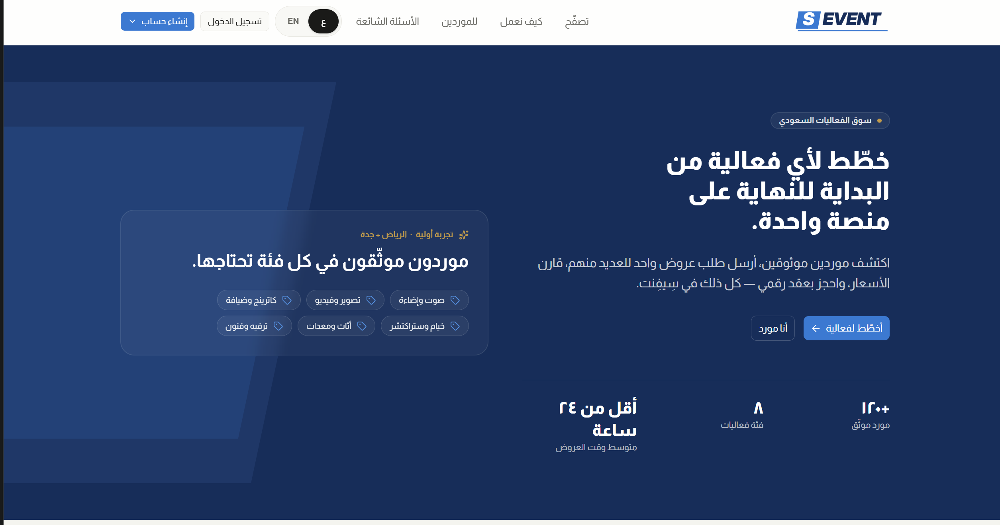 S EVENT
تصفّح
كيف نعمل
للموردين
الأسئلة الشائعة
ع
EN
تسجيل الدخول
إنشاء حساب
سوق الفعاليات السعودي
خطّط لأي فعالية من
البداية للنهاية على
منصة واحدة.
اكتشف موردين موثوقين، أرسل طلب عروض واحد للعديد منهم، قارن
الأسعار، واحجز بعقد رقمي — كل ذلك في سِيفِنت.
أخطّط لفعالية
أنا مورد
+١٢٠
مورد موثّق
٨
فئة فعاليات
أقل من ٢٤
ساعة
متوسط وقت العروض
تجربة أولية · الرياض + جدة
موردون موثّقون في كل فئة تحتاجها.
صوت وإضاءة
تصوير وفيديو
كاترينج وضيافة
خيام وستراكتشر
أثاث ومعدات
ترفيه وفنون